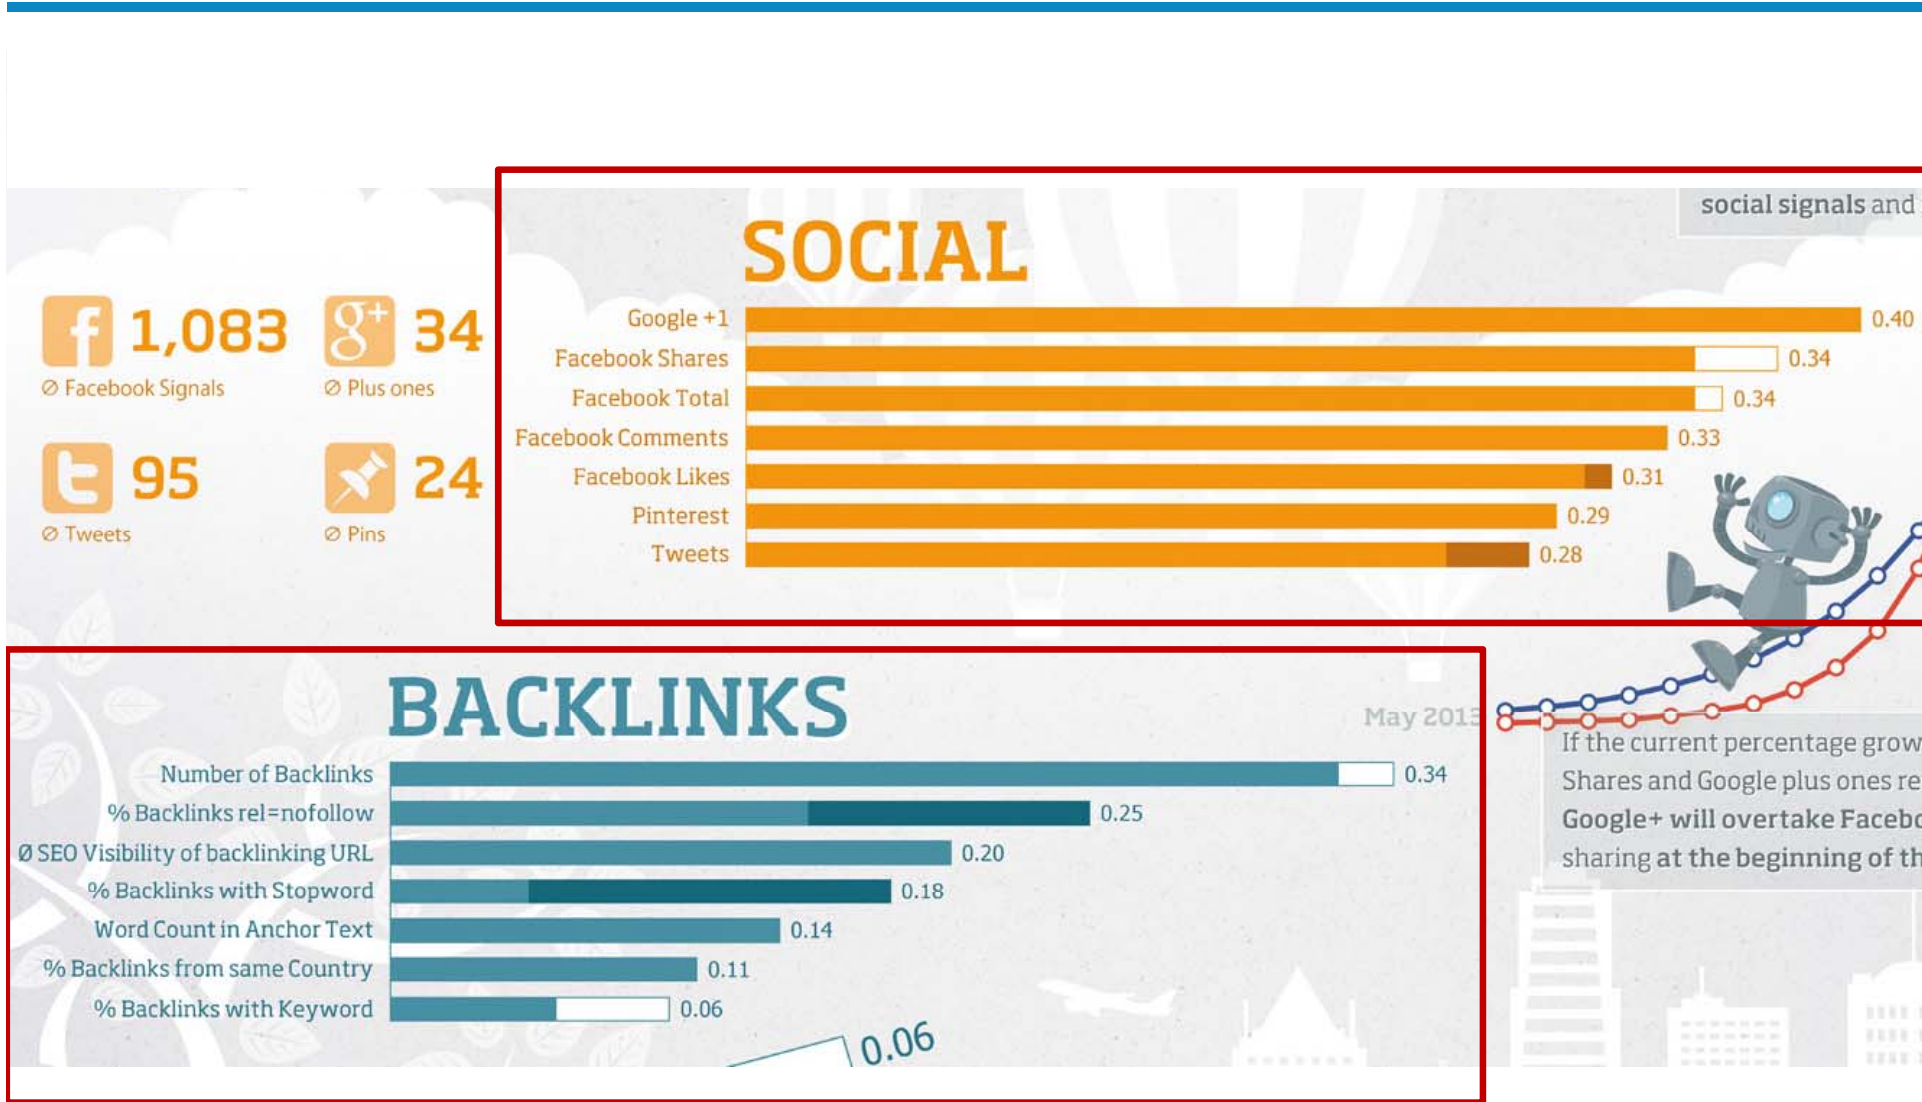 social signals and
SOCIAL
f 1,083
Ø Facebook Signals
g+ 34
Ø Plus ones
t 95
Ø Tweets
24
Ø Pins
Google +1 0.40
Facebook Shares 0.34
Facebook Total 0.34
Facebook Comments 0.33
Facebook Likes 0.31
Pinterest 0.29
Tweets 0.28
BACKLINKS
Number of Backlinks 0.34
% Backlinks rel=nofollow 0.25
Ø SEO Visibility of backlinking URL 0.20
% Backlinks with Stopword 0.18
Word Count in Anchor Text 0.14
% Backlinks from same Country 0.11
% Backlinks with Keyword 0.06
0.06
May 2013
If the current percentage grow
Shares and Google plus ones re
Google+ will overtake Facebo
sharing at the beginning of th